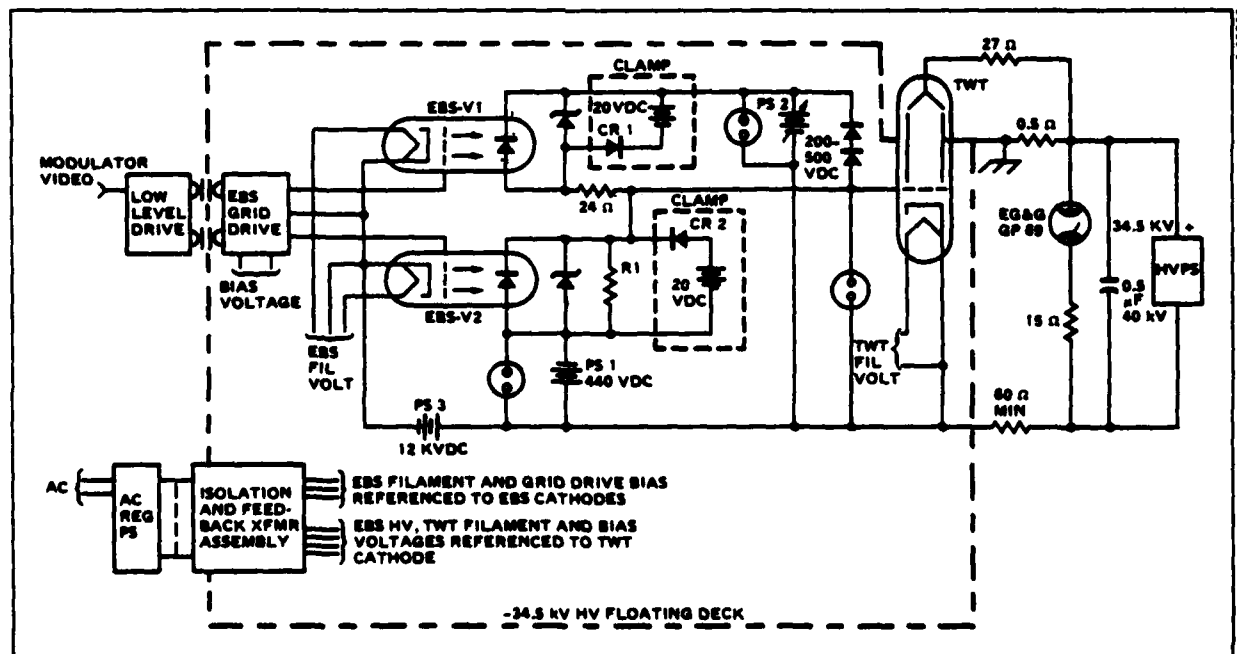 27 Ω
CLAMP
TWT
20 VDC
PS 2
EBS-V1
CR 1
0.5 Ω
200-
500
VDC
MODULATOR
VIDEO
LOW
LEVEL
DRIVE
EBS
GRID
DRIVE
24 Ω
CLAMP
CR 2
EG&G
GP 89
34.5 KV
+
HVPS
R1
20
VDC
0.5
μF
40 kV
BIAS
VOLTAGE
EBS-V2
15 Ω
EBS
FIL
VOLT
PS 1
440 VDC
TWT
FIL
VOLT
PS 3
12 KVDC
60 Ω
MIN
AC
AC
REG
PS
ISOLATION
AND FEED-
BACK XFMR
ASSEMBLY
EBS FILAMENT AND GRID DRIVE BIAS
REFERENCED TO EBS CATHODES
EBS HV, TWT FILAMENT AND BIAS
VOLTAGES REFERENCED TO TWT
CATHODE
-34.5 kV HV FLOATING DECK